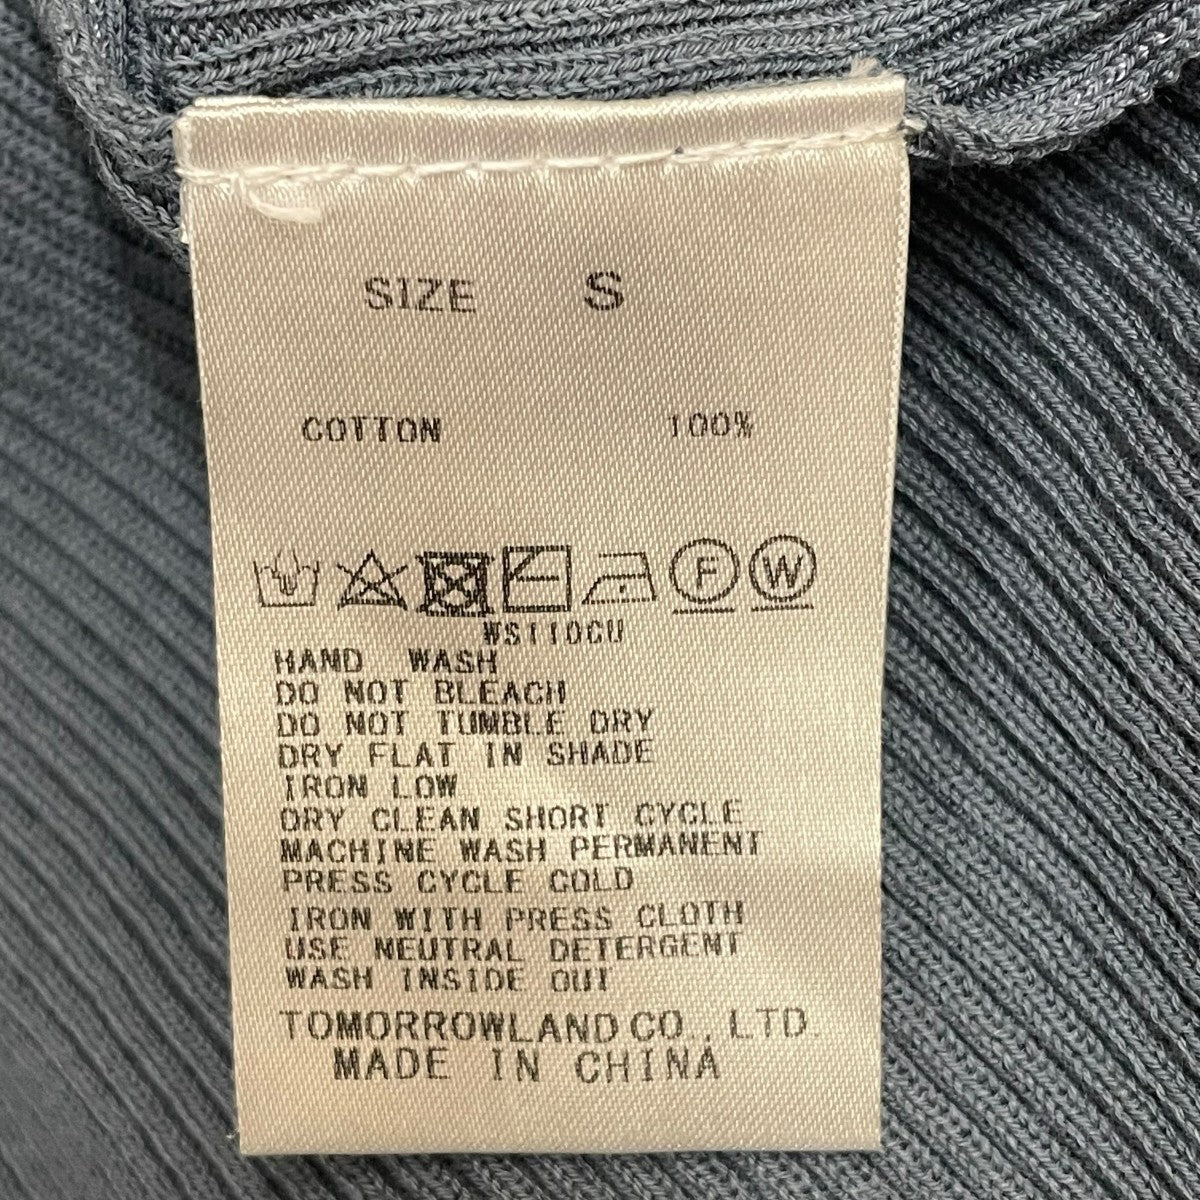 SIZE S
COTTON 100%
F W
WS110CU
HAND WASH
DO NOT BLEACH
DO NOT TUMBLE DRY
DRY FLAT IN SHADE
IRON LOW
DRY CLEAN SHORT CYCLE
MACHINE WASH PERMANENT
PRESS CYCLE COLD
IRON WITH PRESS CLOTH
USE NEUTRAL DETERGENT
WASH INSIDE OUT
TOMORROWLAND CO., LTD.
MADE IN CHINA